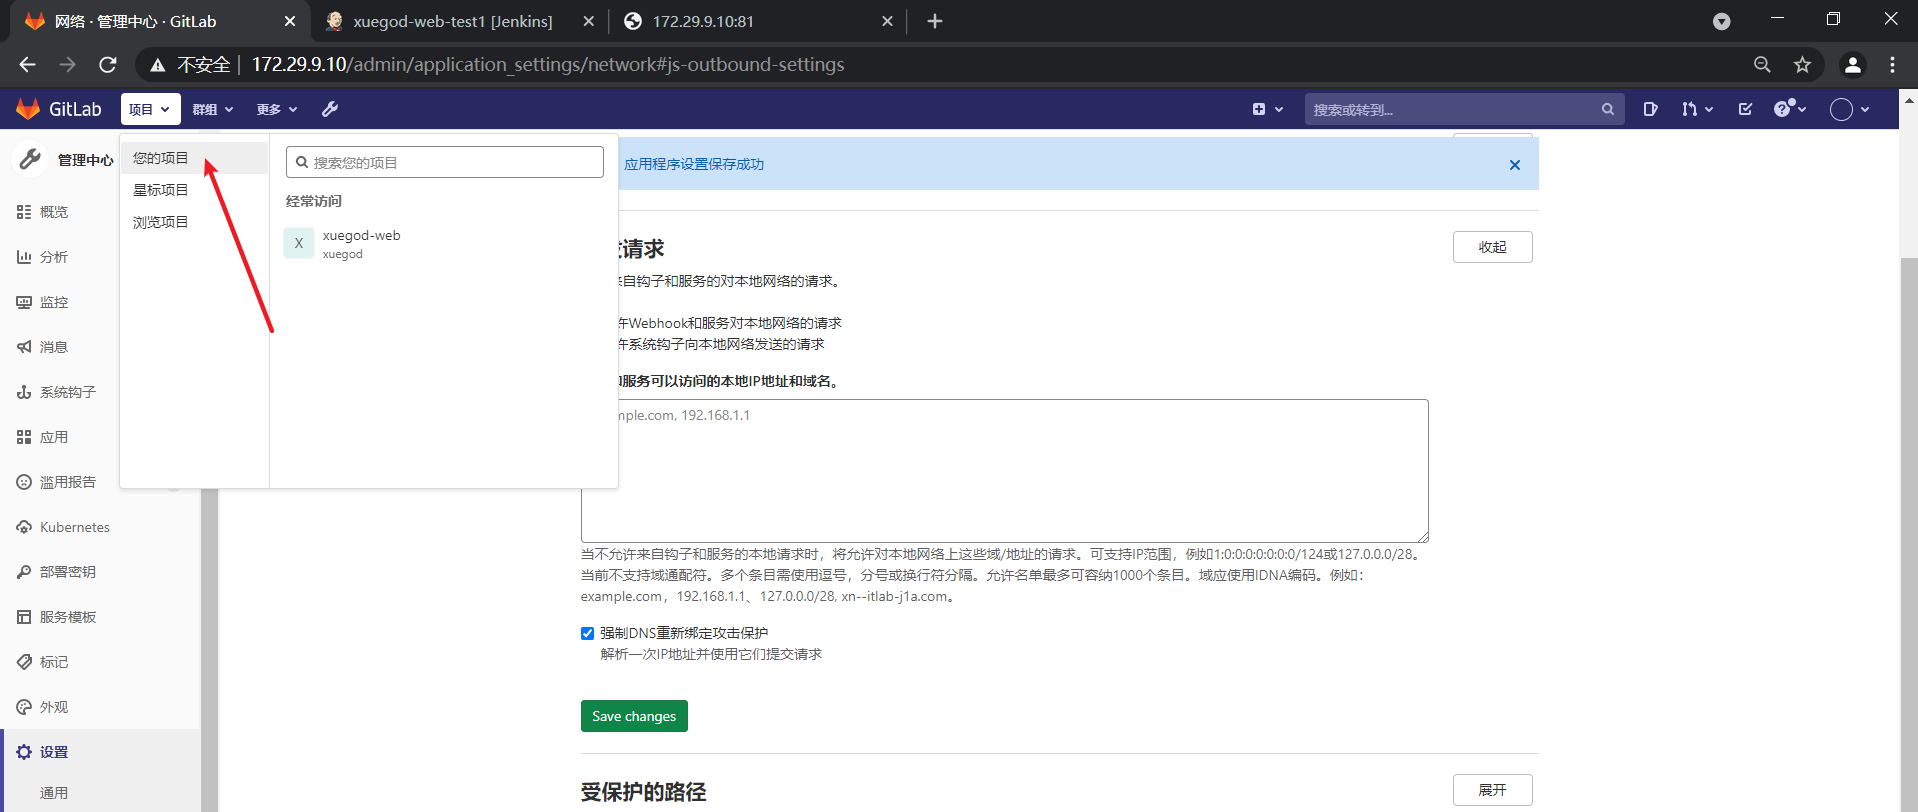 网络 · 管理中心 · GitLab
xuegod-web-test1 [Jenkins]
172.29.9.10:81
不安全 | 172.29.9.10/admin/application_settings/network#js-outbound-settings
GitLab 项目 群组 更多 搜索或转到...
管理中心
概览
分析
监控
消息
系统钩子
应用
滥用报告
Kubernetes
部署密钥
服务模板
标记
外观
设置
通用
您的项目
星标项目
浏览项目
搜索您的项目
经常访问
X
xuegod-web
xuegod
应用程序设置保存成功
请求
收起
自钩子和服务的对本地网络的请求。
许Webhook和服务对本地网络的请求
许系统钩子向本地网络发送的请求
服务可以访问的本地IP地址和域名。
mple.com, 192.168.1.1
当不允许来自钩子和服务的本地请求时，将允许对本地网络上这些域/地址的请求。可支持IP范围，例如1:0:0:0:0:0:0:0/124或127.0.0.0/28。
当前不支持域通配符。多个条目需使用逗号，分号或换行符分隔。允许名单最多可容纳1000个条目。域应使用IDNA编码。例如：
example.com，192.168.1.1、127.0.0.0/28, xn--itlab-j1a.com。
强制DNS重新绑定攻击保护
解析一次IP地址并使用它们提交请求
Save changes
受保护的路径
展开